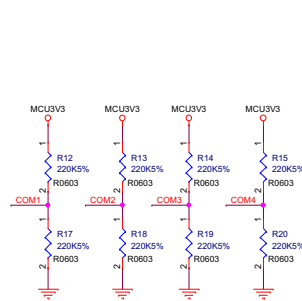 MCU3V3 MCU3V3 MCU3V3 MCU3V3
1 1 1 1
R12 R13 R14 R15
220K5% 220K5% 220K5% 220K5%
R0603 R0603 R0603 R0603
2 2 2 2
COM1 COM2 COM3 COM4
1 1 1 1
R17 R18 R19 R20
220K5% 220K5% 220K5% 220K5%
R0603 R0603 R0603 R0603
2 2 2 2